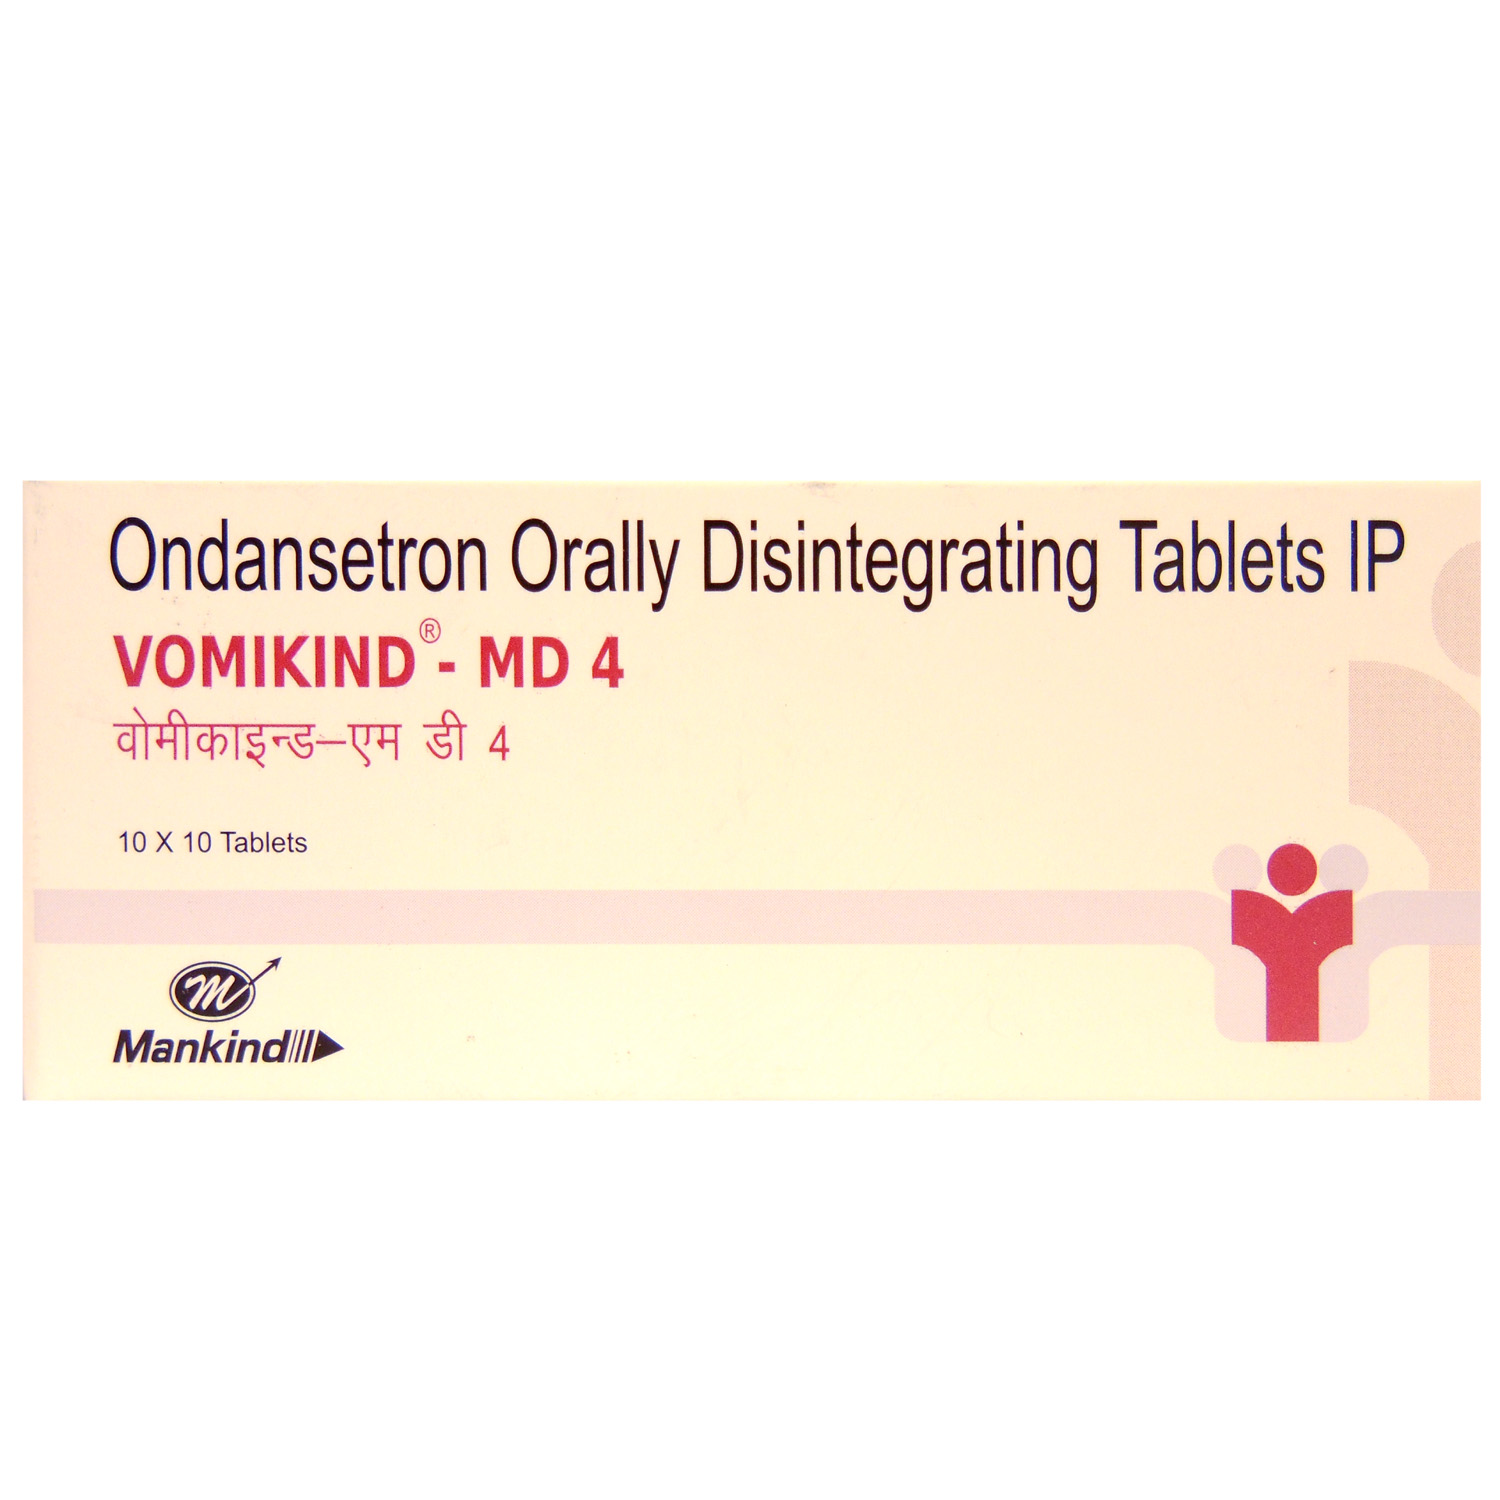 Ondansetron Orally Disintegrating Tablets IP
VOMIKIND®- MD 4
वोमीकाइन्ड–एम डी 4
10 X 10 Tablets
m
Mankind